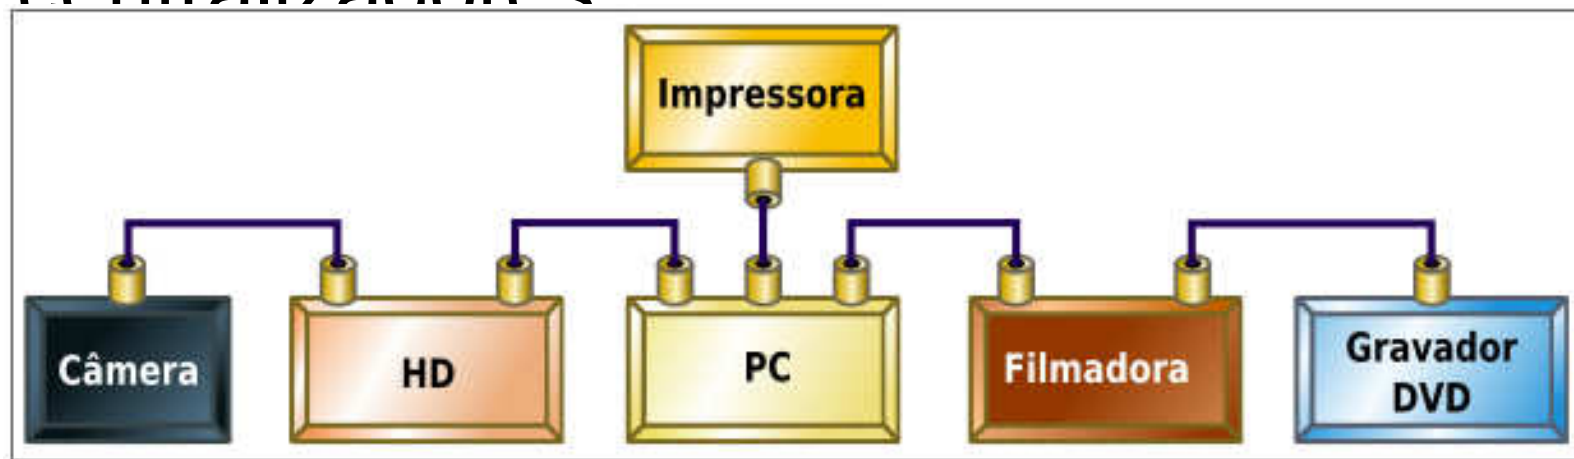 Impressora
Câmera
HD
PC
Filmadora
Gravador
DVD